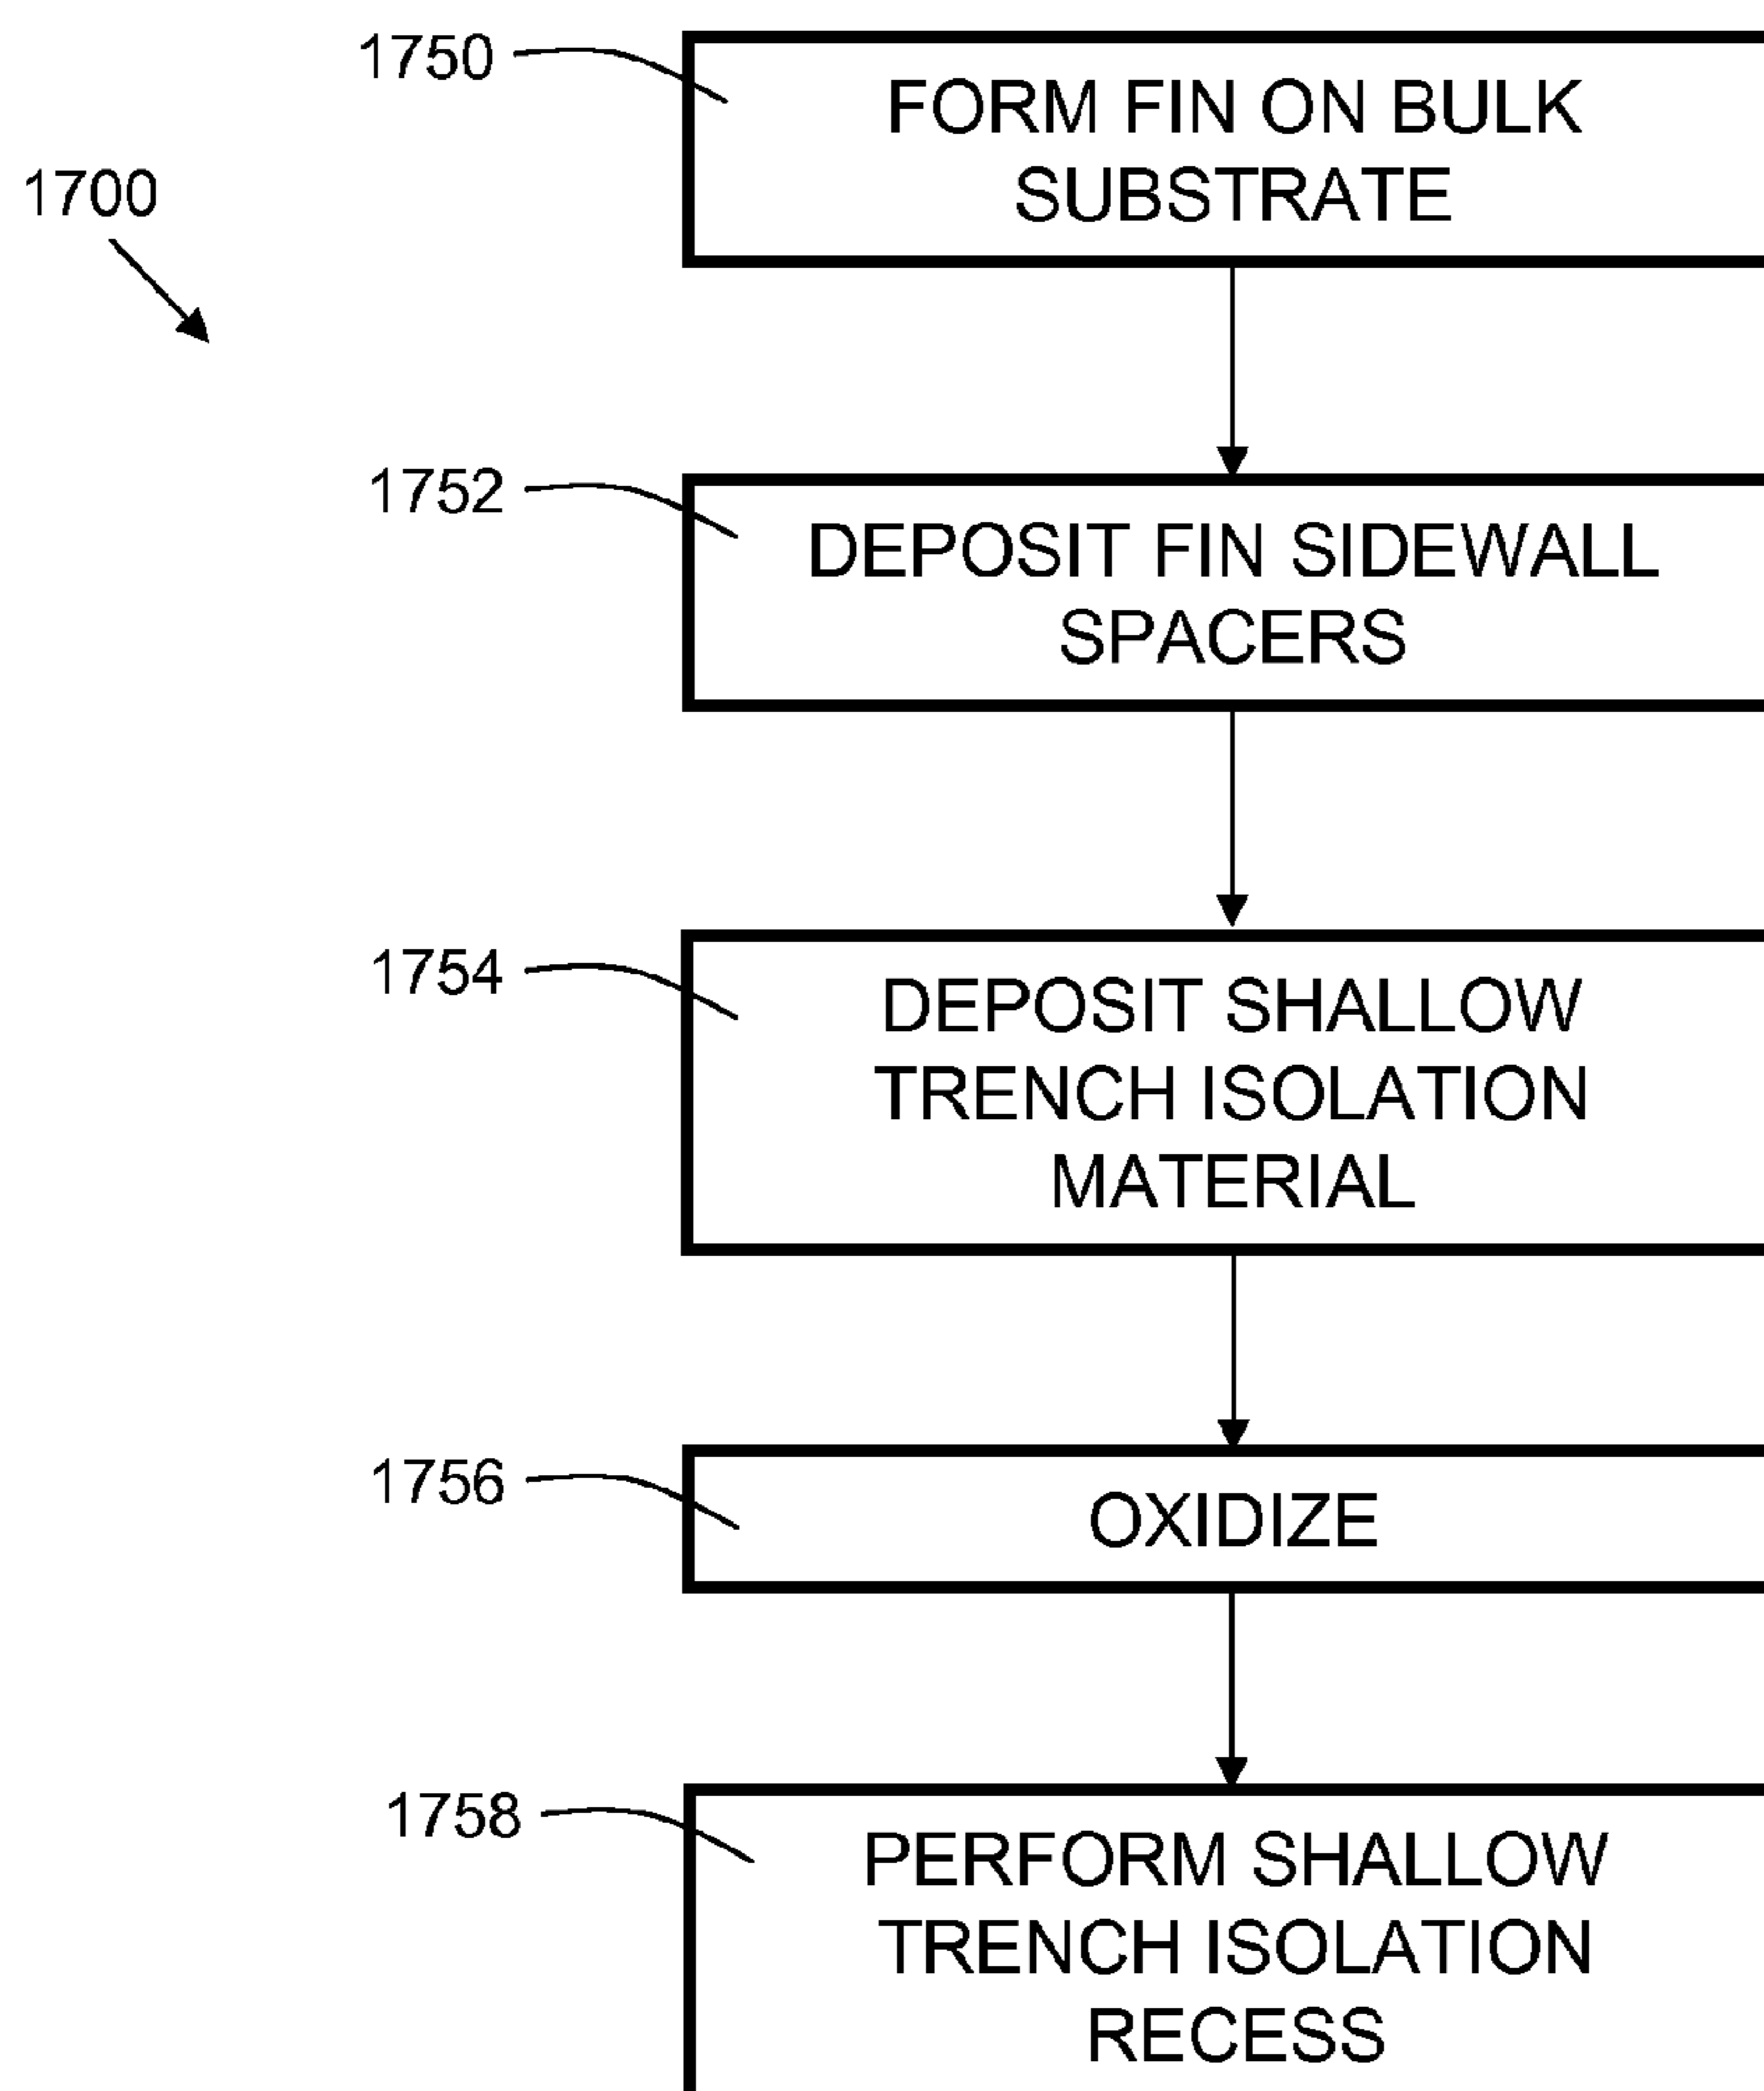 1750
FORM FIN ON BULK
SUBSTRATE
1700
1752
DEPOSIT FIN SIDEWALL
SPACERS
1754
DEPOSIT SHALLOW
TRENCH ISOLATION
MATERIAL
1756
OXIDIZE
1758
PERFORM SHALLOW
TRENCH ISOLATION
RECESS